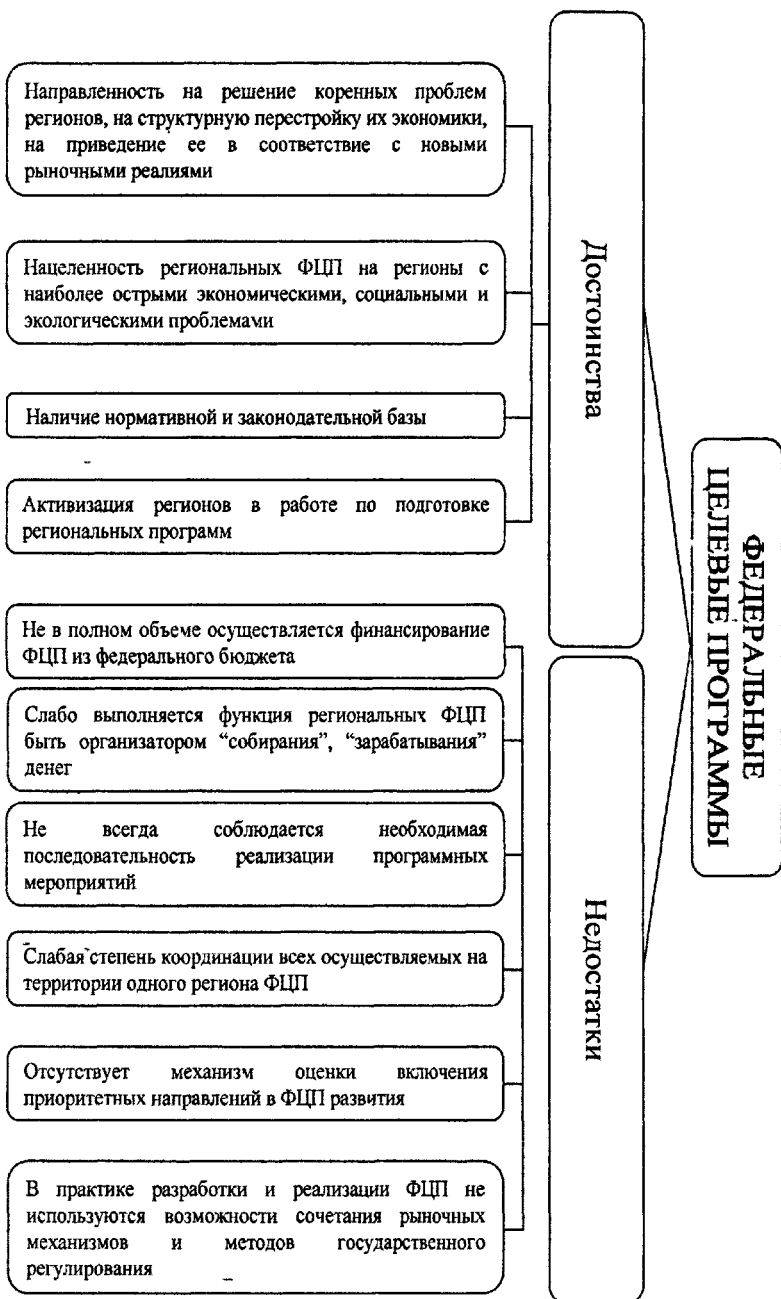 ФЕДЕРАЛЬНЫЕ
ЦЕЛЕВЫЕ ПРОГРАММЫ
Достоинства
Направленность на решение коренных проблем
регионов, на структурную перестройку их экономики,
на приведение ее в соответствие с новыми
рыночными реалиями
Нацеленность региональных ФЦП на регионы с
наиболее острыми экономическими, социальными и
экологическими проблемами
Наличие нормативной и законодательной базы
Активизация регионов в работе по подготовке
региональных программ
Недостатки
Не в полном объеме осуществляется финансирование
ФЦП из федерального бюджета
Слабо выполняется функция региональных ФЦП
быть организатором “собирания”, “зарабатывания”
денег
Не всегда соблюдается необходимая
последовательность реализации программных
мероприятий
Слабая степень координации всех осуществляемых на
территории одного региона ФЦП
Отсутствует механизм оценки включения
приоритетных направлений в ФЦП развития
В практике разработки и реализации ФЦП не
используются возможности сочетания рыночных
механизмов и методов государственного
регулирования